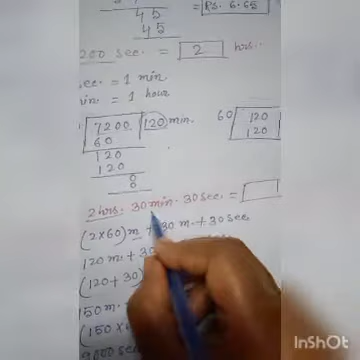 45
45
= Rs. 6.65
200 sec. = 2 hrs.
sec. = 1 min
min = 1 hour
7200 120 min.
60
120
120
0
0
60 120
120
2 hrs. 30 min. 30 sec. =
(2×60) m + 30 m. + 30 sec
120 m. + 30
(120 + 30)
150 m.
(150 ×
9000 sec
InShOt